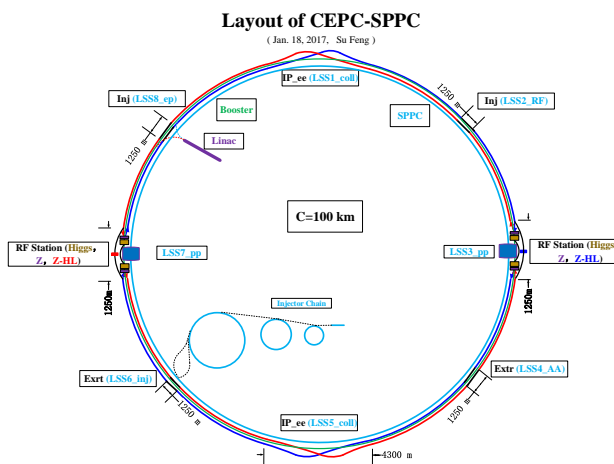 Layout of CEPC-SPPC
( Jan. 18, 2017, Su Feng )
IP_ee (LSS1_coll)
1250 m
Inj (LSS8_ep)
1250 m
Booster
SPPC
Inj (LSS2_RF)
1250 m
Linac
C=100 km
RF Station (Higgs,
Z, Z-HL)
1250m
LSS7_pp
LSS3_pp
RF Station (Higgs,
Z, Z-HL)
1250m
Injector Chain
Exrt (LSS6_inj)
1250 m
Extr (LSS4_AA)
1250 m
IP_ee (LSS5_coll)
4300 m